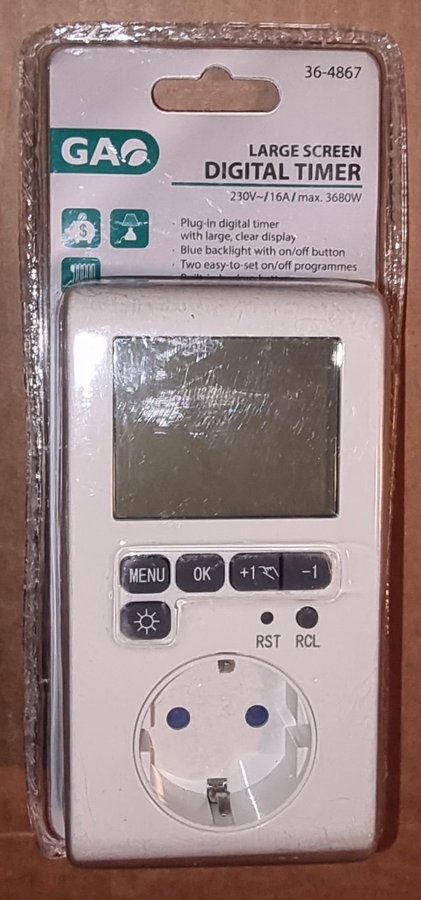 36-4867
GAO
LARGE SCREEN
DIGITAL TIMER
230V~/16A/max. 3680W
· Plug-in digital timer
with large, clear display
· Blue backlight with on/off button
· Two easy-to-set on/off programmes
MENU OK +1 -1
RST RCL